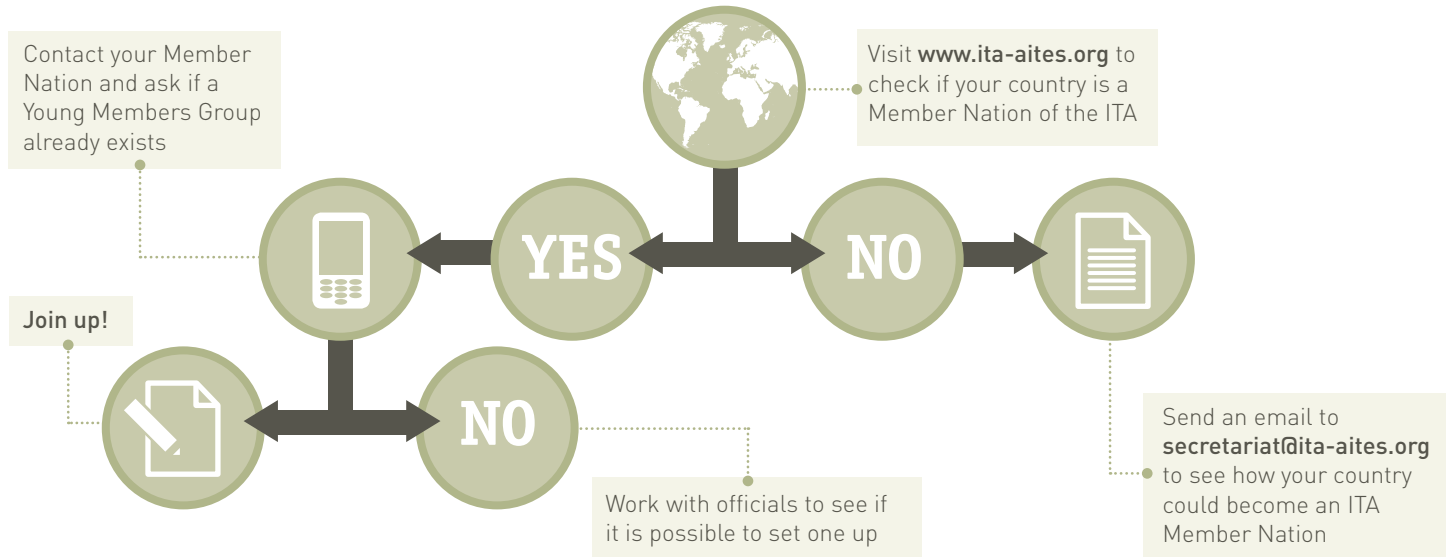 Visit www.ita-aites.org to
check if your country is a
Member Nation of the ITA
Contact your Member
Nation and ask if a
Young Members Group
already exists
YES
NO
Join up!
NO
Send an email to
secretariat@ita-aites.org
to see how your country
could become an ITA
Member Nation
Work with officials to see if
it is possible to set one up